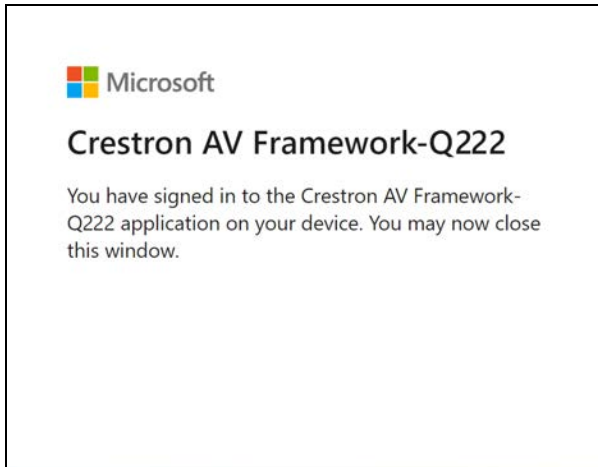 Microsoft
Crestron AV Framework-Q222
You have signed in to the Crestron AV Framework-
Q222 application on your device. You may now close
this window.